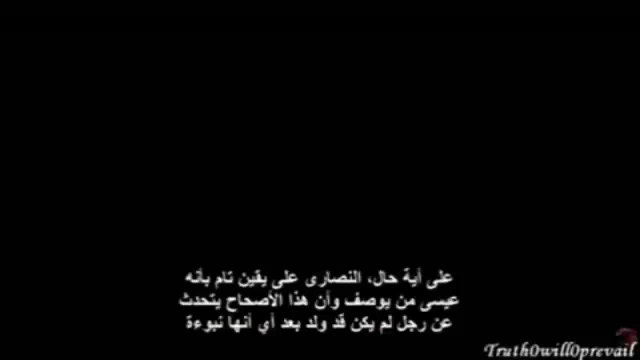 على أية حال، النصارى على يقين تام بأنه
عيسى من يوصف وأن هذا الأصحاح يتحدث
عن رجل لم يكن قد ولد بعد أي أنها نبوءة
Truth0will0prevail